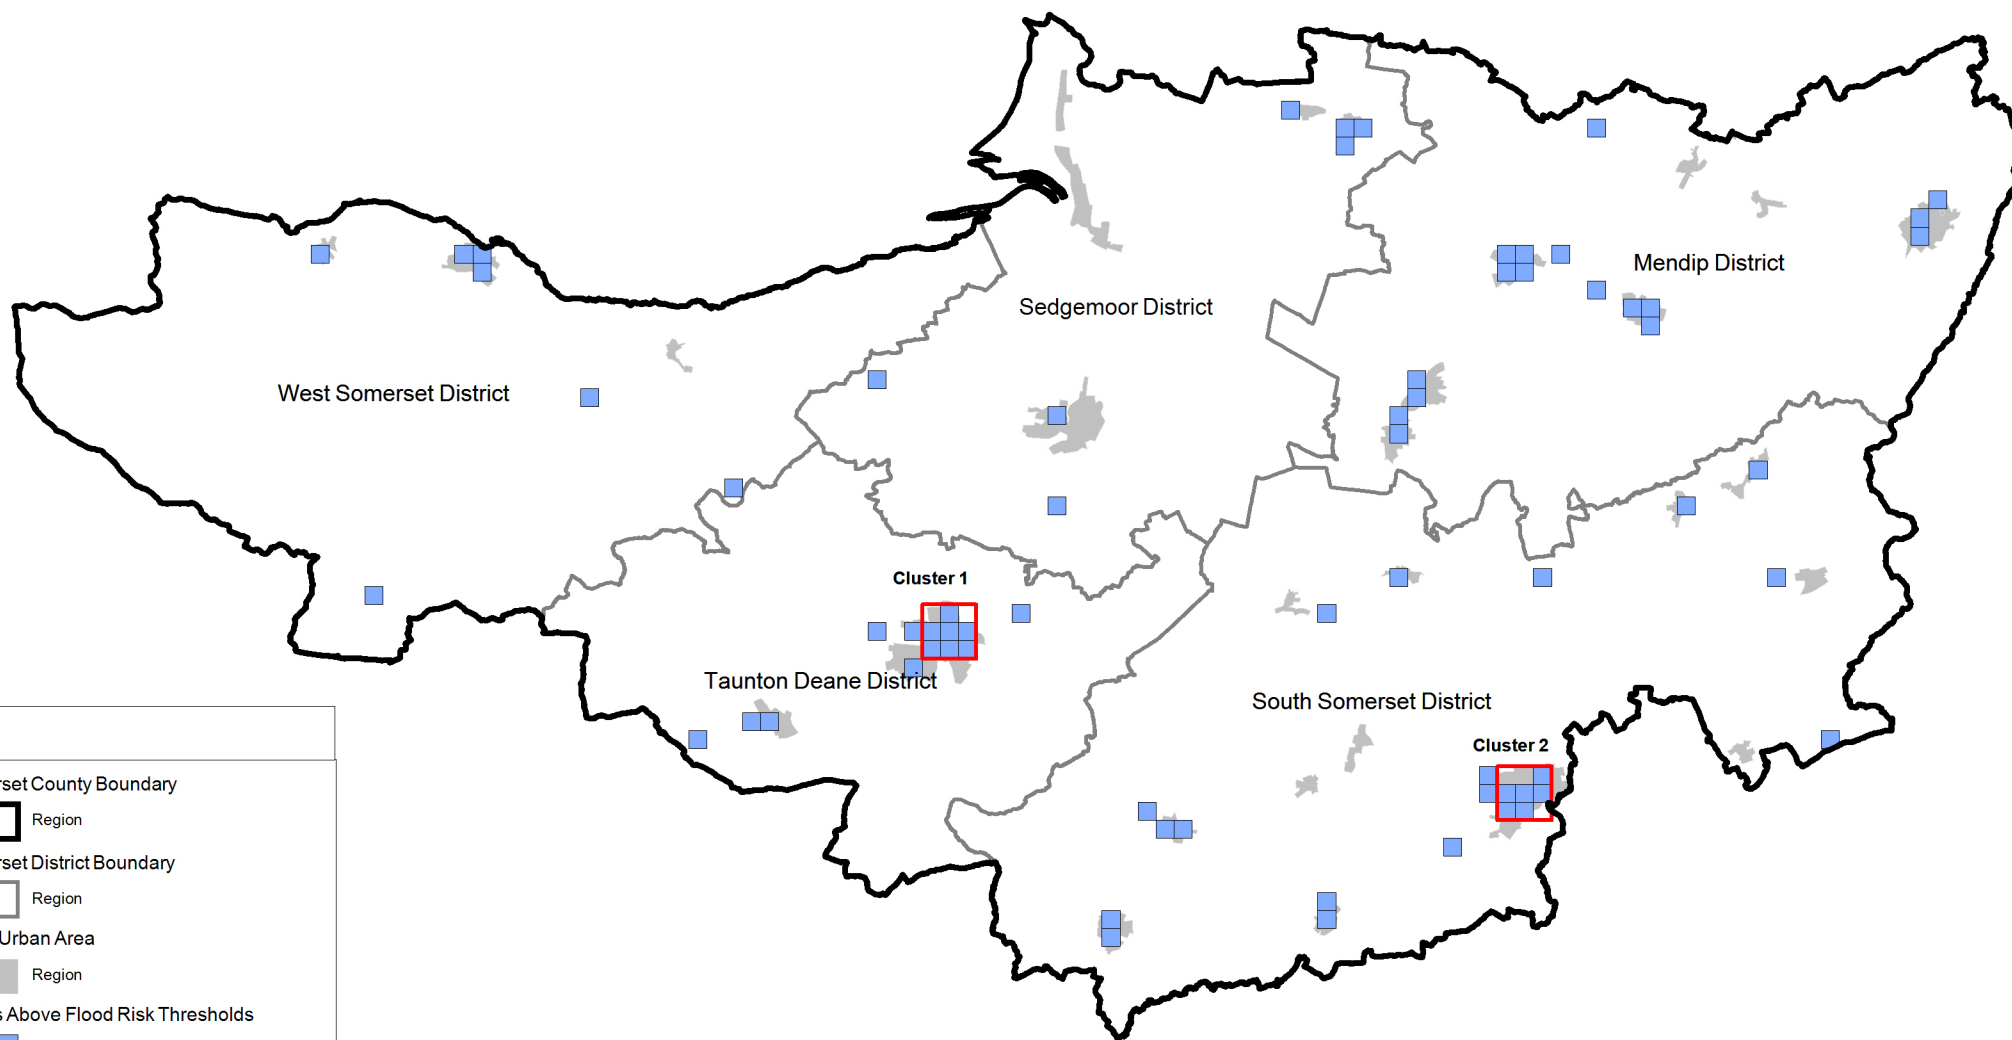 Mendip District
Sedgemoor District
West Somerset District
Cluster 1
Taunton Deane District
South Somerset District
Cluster 2
rset County Boundary
Region
rset District Boundary
Region
Urban Area
Region
s Above Flood Risk Thresholds